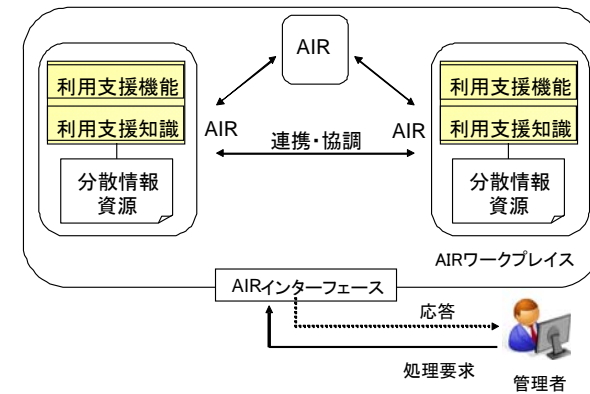 AIR
利用支援機能
利用支援知識
分散情報
資源
AIR
連携・協調
AIR
利用支援機能
利用支援知識
分散情報
資源
AIRワークプレイス
AIRインターフェース
応答
処理要求
管理者